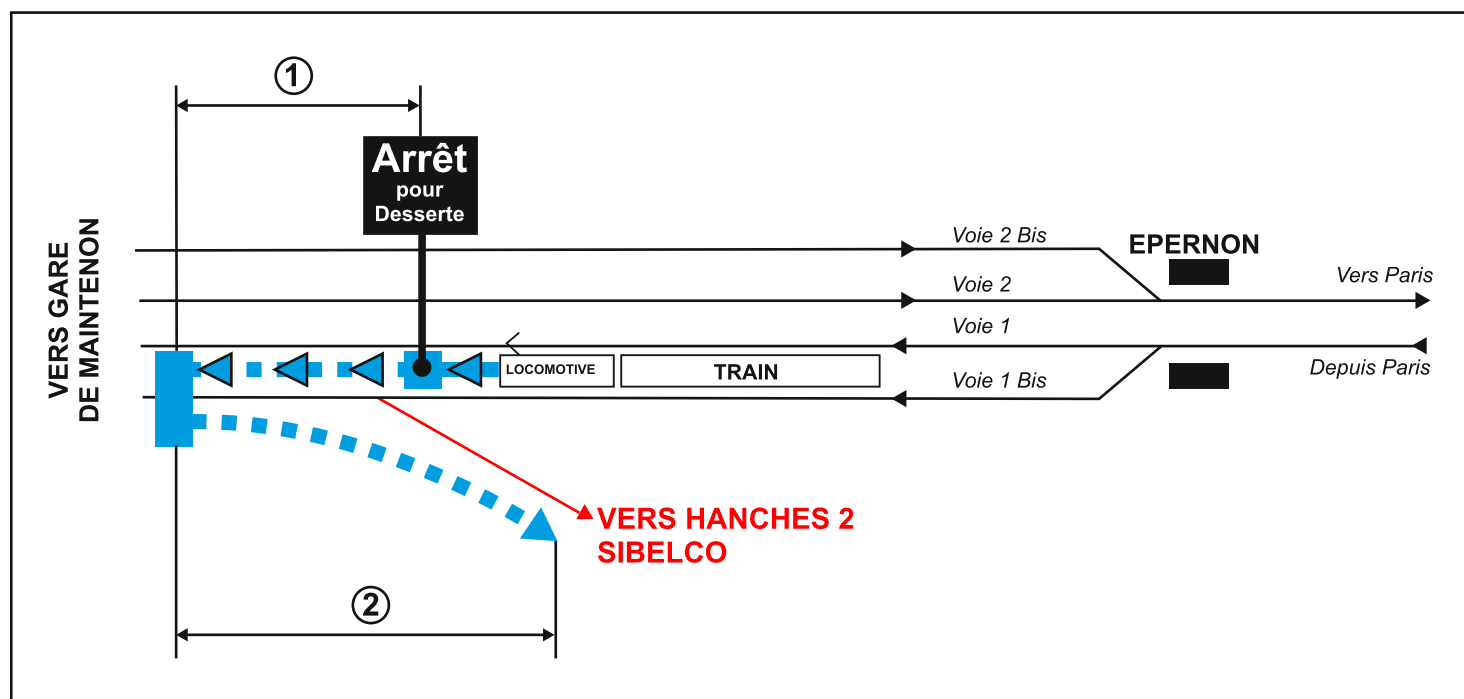 ①
Arrêt
pour
Desserte
VERS GARE
DE MAINTENON
Voie 2 Bis
EPERNON
Voie 2
Vers Paris
Voie 1
LOCOMOTIVE
TRAIN
Voie 1 Bis
Depuis Paris
VERS HANCHES 2
SIBELCO
②